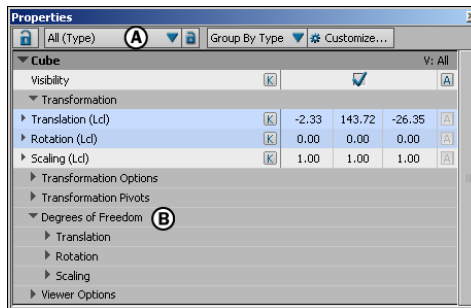 Properties
All (Type) A Group By Type Customize...
Cube V: All
Visibility K A
Transformation
Translation (Lcl) K -2.33 143.72 -26.35 A
Rotation (Lcl) K 0.00 0.00 0.00 A
Scaling (Lcl) K 1.00 1.00 1.00 A
Transformation Options
Transformation Pivots
Degrees of Freedom B
Translation
Rotation
Scaling
Viewer Options